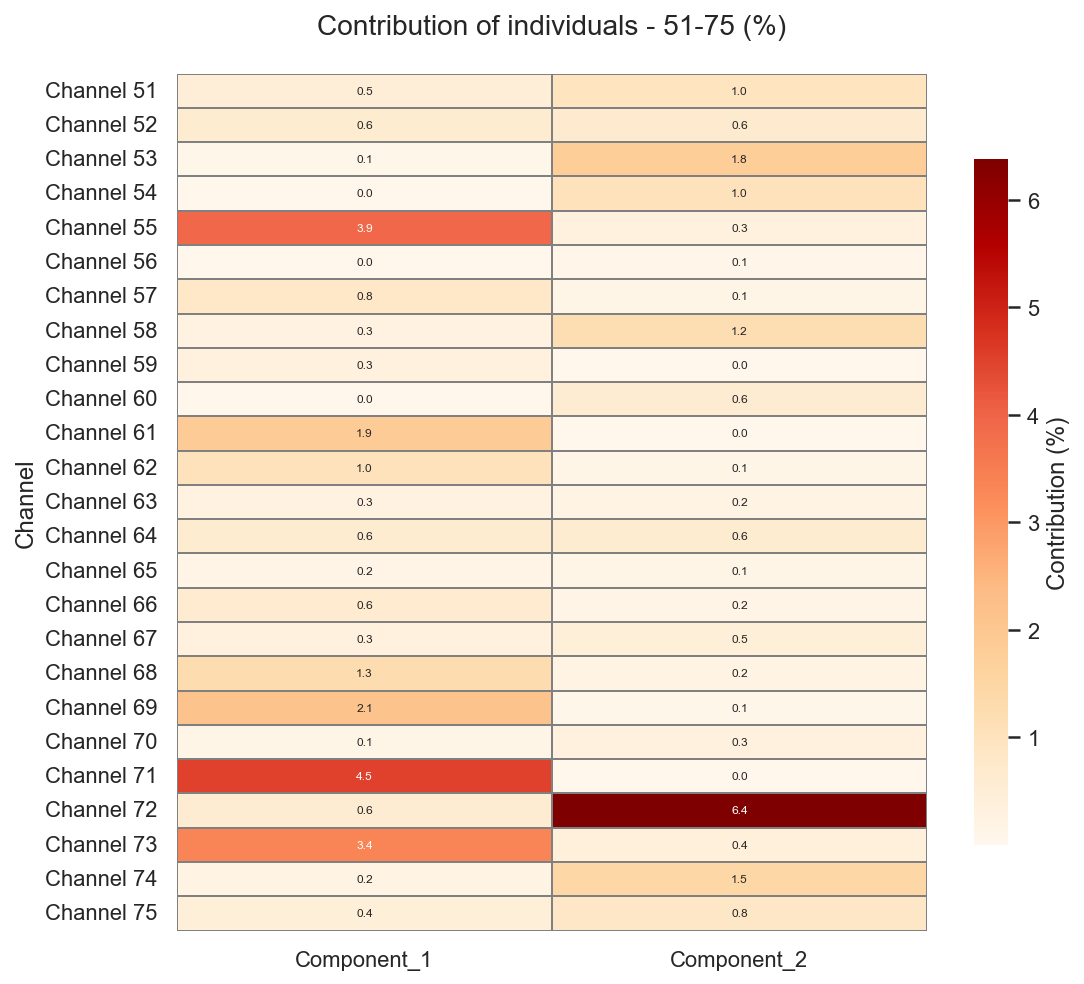 Contribution of individuals - 51-75 (%)
Channel
Channel 51 0.5 1.0
Channel 52 0.6 0.6
Channel 53 0.1 1.8
Channel 54 0.0 1.0
Channel 55 3.9 0.3
Channel 56 0.0 0.1
Channel 57 0.8 0.1
Channel 58 0.3 1.2
Channel 59 0.3 0.0
Channel 60 0.0 0.6
Channel 61 1.9 0.0
Channel 62 1.0 0.1
Channel 63 0.3 0.2
Channel 64 0.6 0.6
Channel 65 0.2 0.1
Channel 66 0.6 0.2
Channel 67 0.3 0.5
Channel 68 1.3 0.2
Channel 69 2.1 0.1
Channel 70 0.1 0.3
Channel 71 4.5 0.0
Channel 72 0.6 6.4
Channel 73 3.4 0.4
Channel 74 0.2 1.5
Channel 75 0.4 0.8
Component_1 Component_2
6
5
4
3
2
1
Contribution (%)